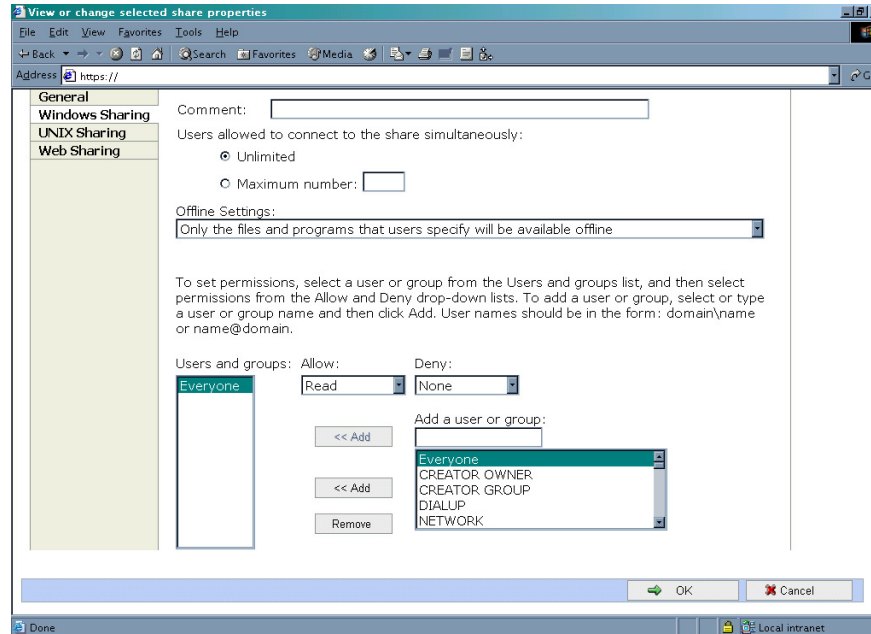 View or change selected share properties
File Edit View Favorites Tools Help
Back Search Favorites Media
Address https://
General
Windows Sharing
UNIX Sharing
Web Sharing
Comment:
Users allowed to connect to the share simultaneously:
Unlimited
Maximum number:
Offline Settings:
Only the files and programs that users specify will be available offline
To set permissions, select a user or group from the Users and groups list, and then select
permissions from the Allow and Deny drop-down lists. To add a user or group, select or type
a user or group name and then click Add. User names should be in the form: domain\name
or name@domain.
Users and groups: Allow: Deny:
Everyone Read None
Add a user or group:
<< Add
Everyone
CREATOR OWNER
<< Add CREATOR GROUP
DIALUP
Remove NETWORK
OK Cancel
Done Local intranet